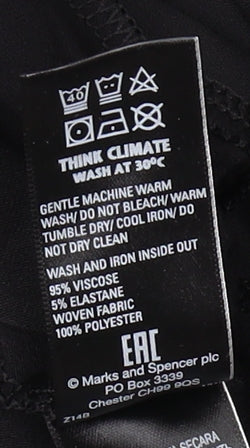 40
THINK CLIMATE
WASH AT 30°C
GENTLE MACHINE WARM
WASH/ DO NOT BLEACH/ WARM
TUMBLE DRY/ COOL IRON/ DO
NOT DRY CLEAN
WASH AND IRON INSIDE OUT
95% VISCOSE
5% ELASTANE
WOVEN FABRIC
100% POLYESTER
EAC
© Marks and Spencer plc
PO Box 3339
Chester CH99 9QS
Z14B
SECARA